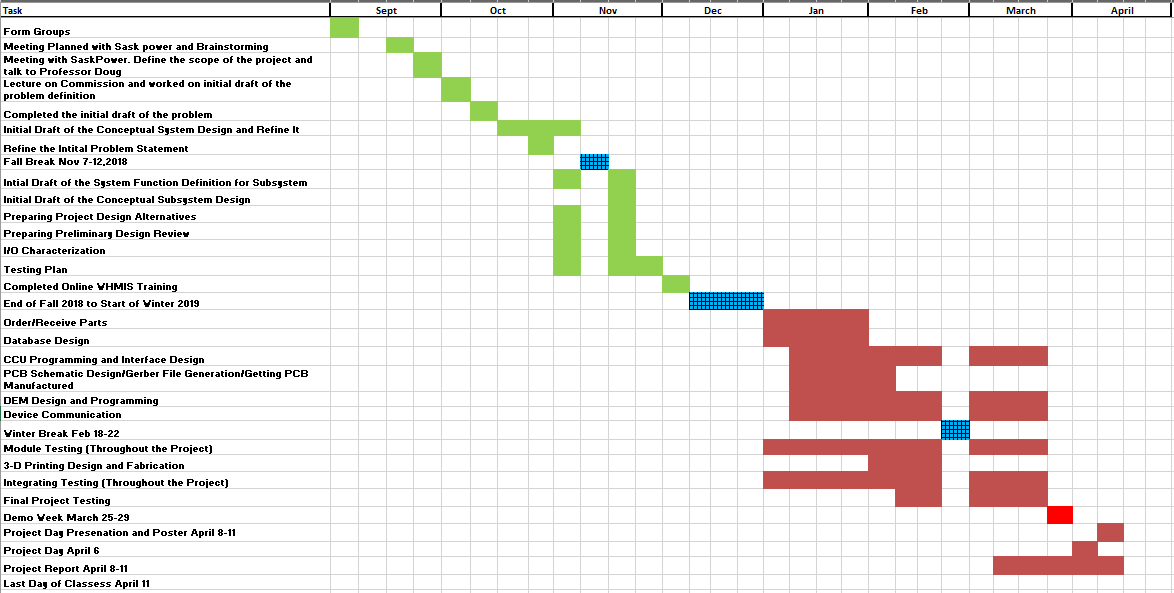 Task Sept Oct Nov Dec Jan Feb March April
Form Groups
Meeting Planned with Sask power and Brainstorming
Meeting with SaskPower. Define the scope of the project and
talk to Professor Doug
Lecture on Commission and worked on initial draft of the
problem definition
Completed the initial draft of the problem
Initial Draft of the Conceptual System Design and Refine It
Refine the Intital Problem Statement
Fall Break Nov 7-12,2018
Intial Draft of the System Function Definition for Subsystem
Initial Draft of the Conceptual Subsystem Design
Preparing Project Design Alternatives
Preparing Preliminary Design Review
I/O Characterization
Testing Plan
Completed Online WHMIS Training
End of Fall 2018 to Start of Winter 2019
Order/Receive Parts
Database Design
CCU Programming and Interface Design
PCB Schematic Design/Gerber File Generation/Getting PCB
Manufactured
DEM Design and Programming
Device Communication
Winter Break Feb 18-22
Module Testing (Throughout the Project)
3-D Printing Design and Fabrication
Integrating Testing (Throughout the Project)
Final Project Testing
Demo Week March 25-29
Project Day Presenation and Poster April 8-11
Project Day April 6
Project Report April 8-11
Last Day of Classess April 11